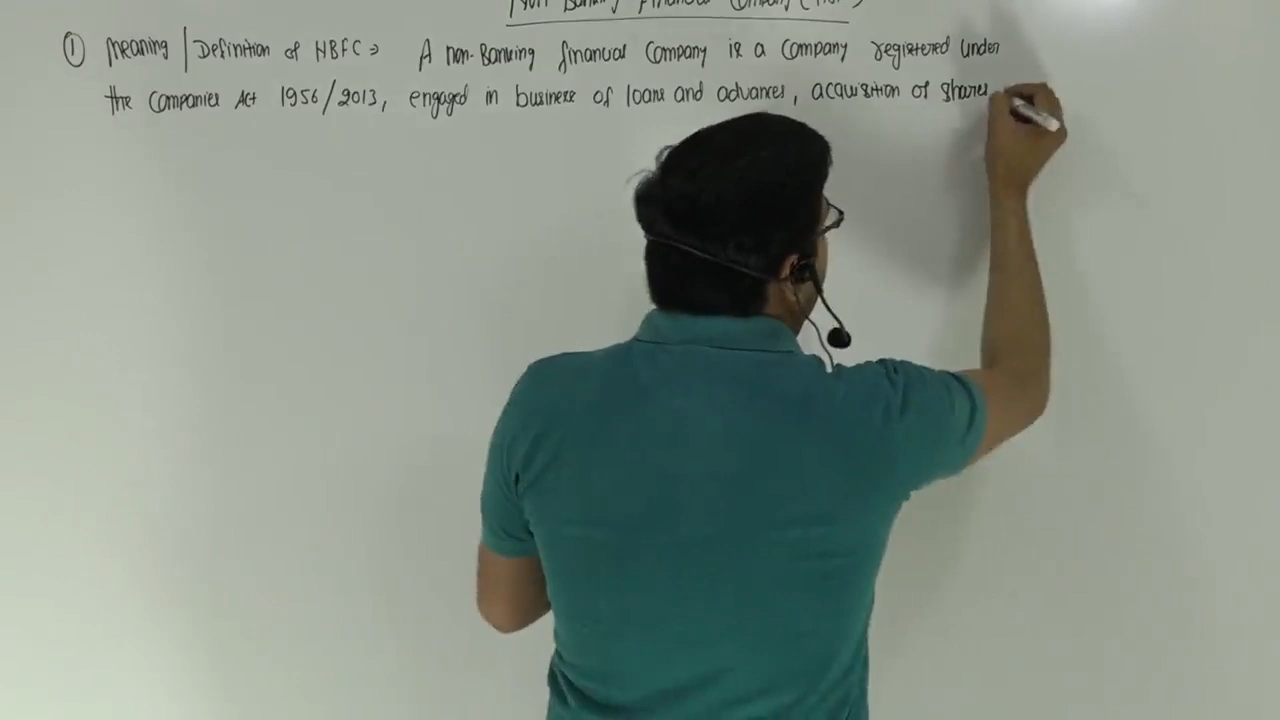 Non Banking Financial Company
① Meaning / Definition of NBFC ⇒ A non-Banking financial Company is a Company registered under
the Companies Act 1956/2013, engaged in business of loans and advances, acquisition of shares